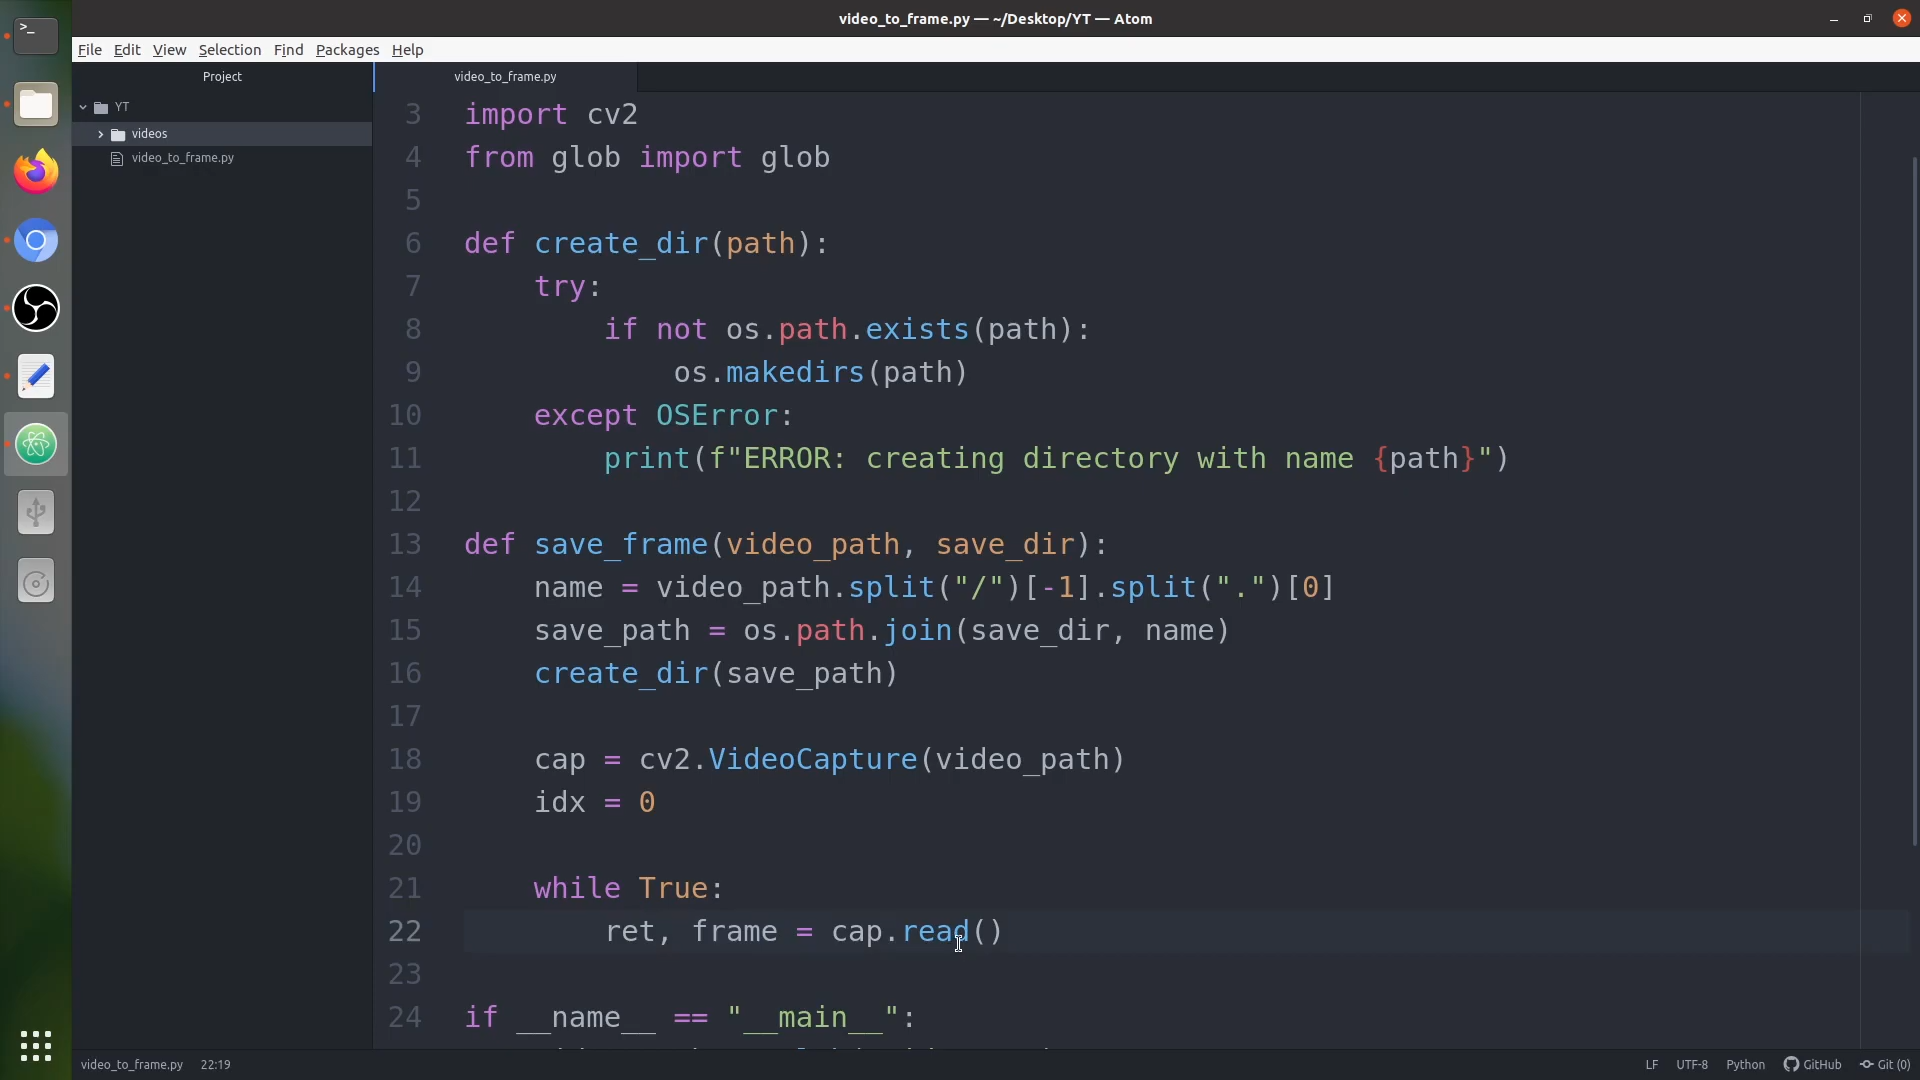 video_to_frame.py — ~/Desktop/YT — Atom
File Edit View Selection Find Packages Help
Project
video_to_frame.py
YT
videos
video_to_frame.py
3 import cv2
4 from glob import glob
5
6 def create_dir(path):
7 try:
8 if not os.path.exists(path):
9 os.makedirs(path)
10 except OSError:
11 print(f"ERROR: creating directory with name {path}")
12
13 def save_frame(video_path, save_dir):
14 name = video_path.split("/")[-1].split(".")[0]
15 save_path = os.path.join(save_dir, name)
16 create_dir(save_path)
17
18 cap = cv2.VideoCapture(video_path)
19 idx = 0
20
21 while True:
22 ret, frame = cap.read()
23
24 if __name__ == "__main__":
video_to_frame.py 22:19 LF UTF-8 Python GitHub Git (0)